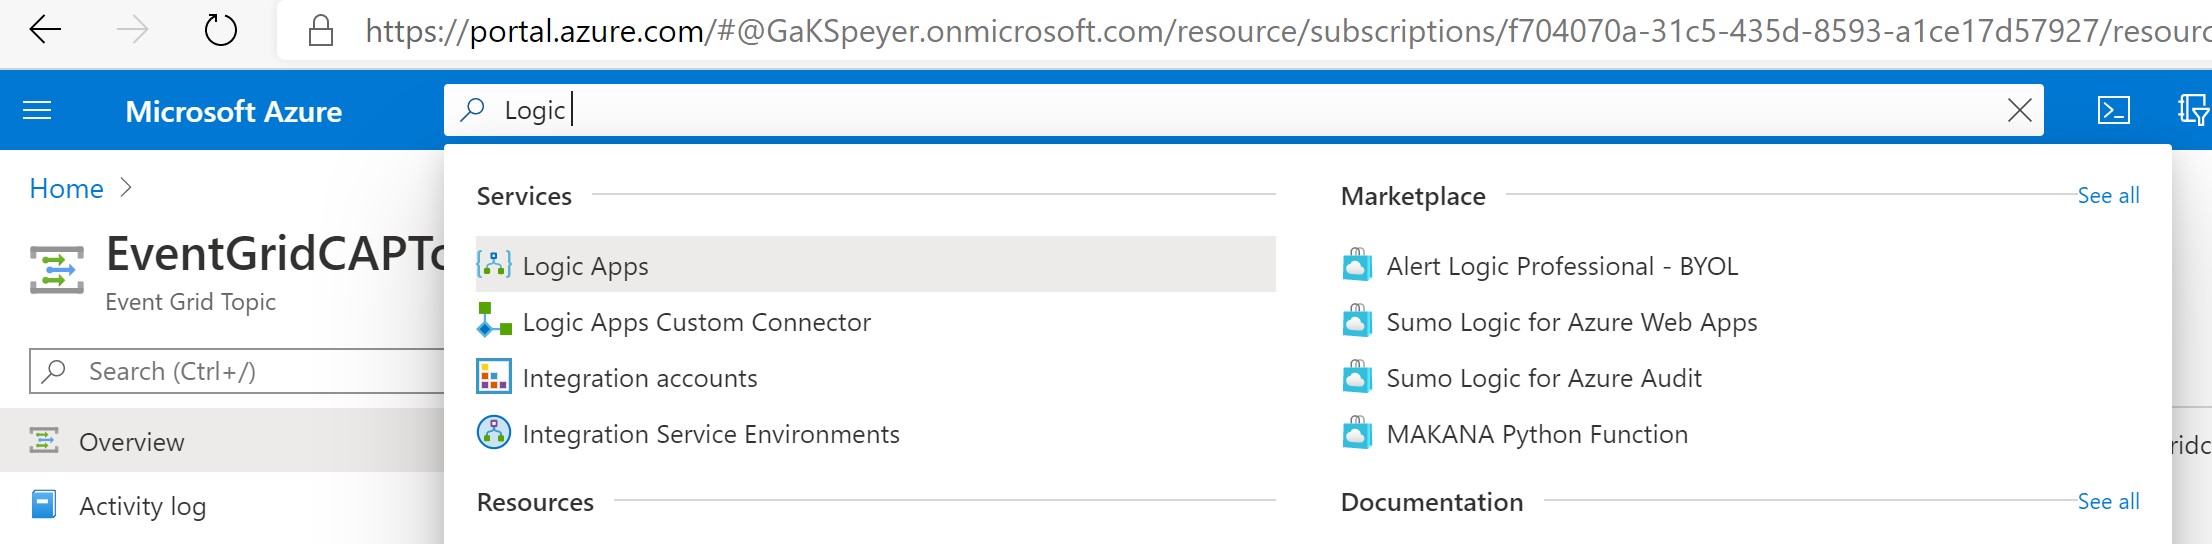 https://portal.azure.com/#@GaKSpeyer.onmicrosoft.com/resource/subscriptions/f704070a-31c5-435d-8593-a1ce17d57927/resourc
Microsoft Azure
Logic
Home
EventGridCAPTo
Event Grid Topic
Search (Ctrl+/)
Overview
Activity log
Services
Logic Apps
Logic Apps Custom Connector
Integration accounts
Integration Service Environments
Resources
Marketplace
See all
Alert Logic Professional - BYOL
Sumo Logic for Azure Web Apps
Sumo Logic for Azure Audit
MAKANA Python Function
Documentation
See all
ridc